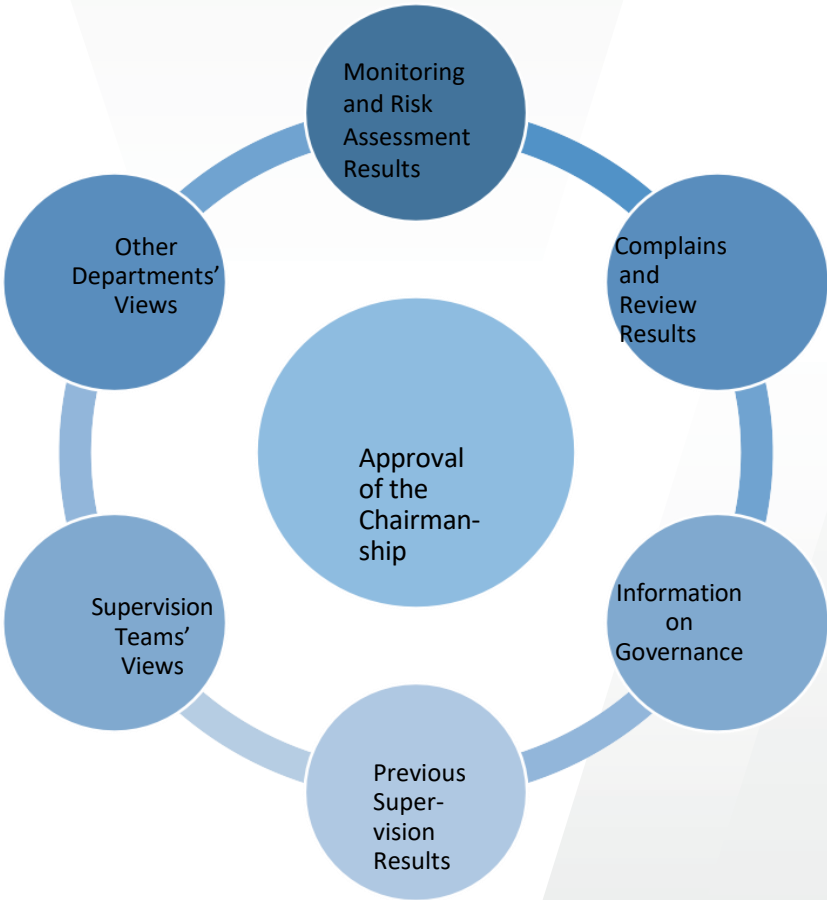 Monitoring
and Risk
Assessment
Results
Complains
and
Review
Results
Information
on
Governance
Previous
Super-
vision
Results
Supervision
Teams’
Views
Other
Departments’
Views
Approval
of the
Chairman-
ship